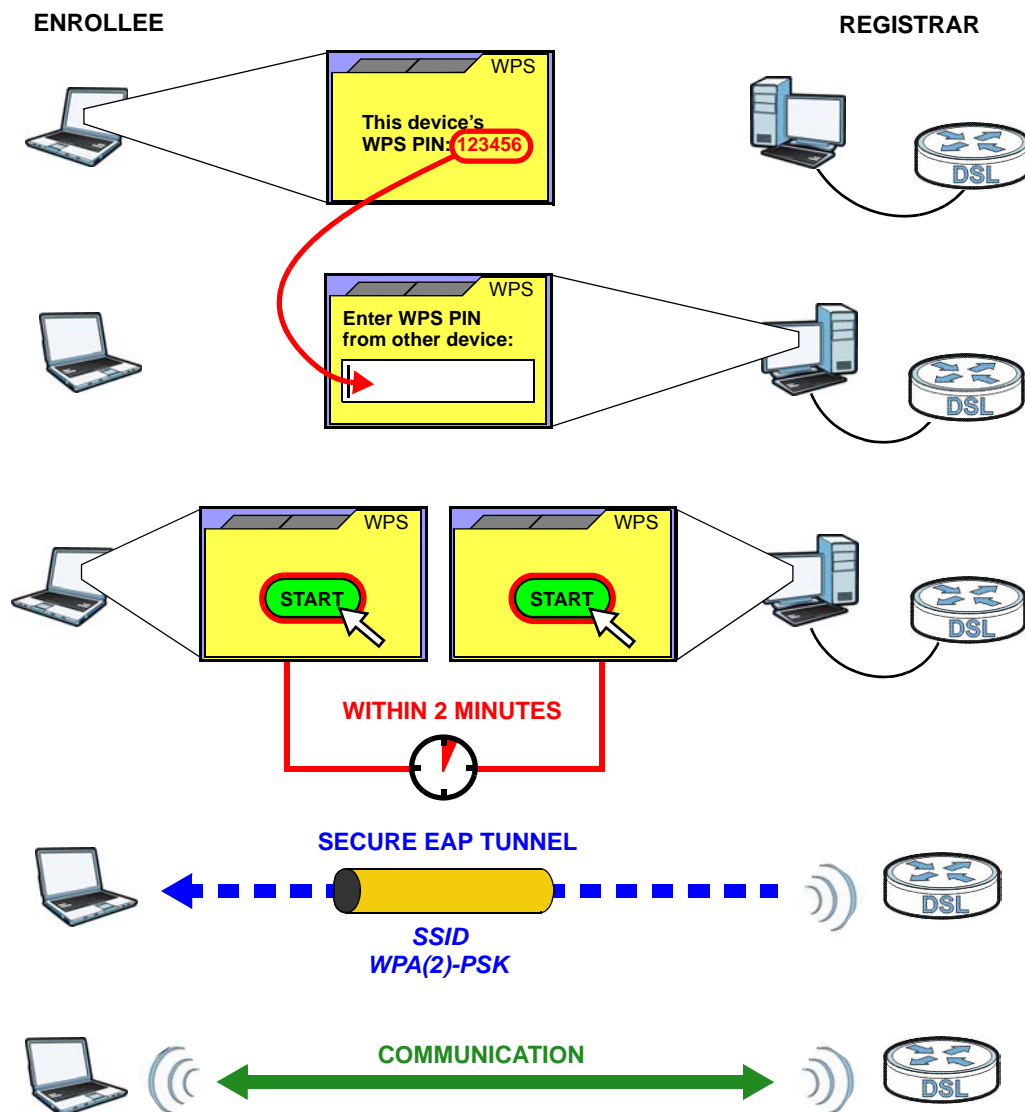 ENROLLEE
REGISTRAR
WPS
This device's
WPS PIN: 123456
DSL
WPS
Enter WPS PIN
from other device:
DSL
WPS
WPS
START
START
DSL
WITHIN 2 MINUTES
SECURE EAP TUNNEL
DSL
SSID
WPA(2)-PSK
COMMUNICATION
DSL